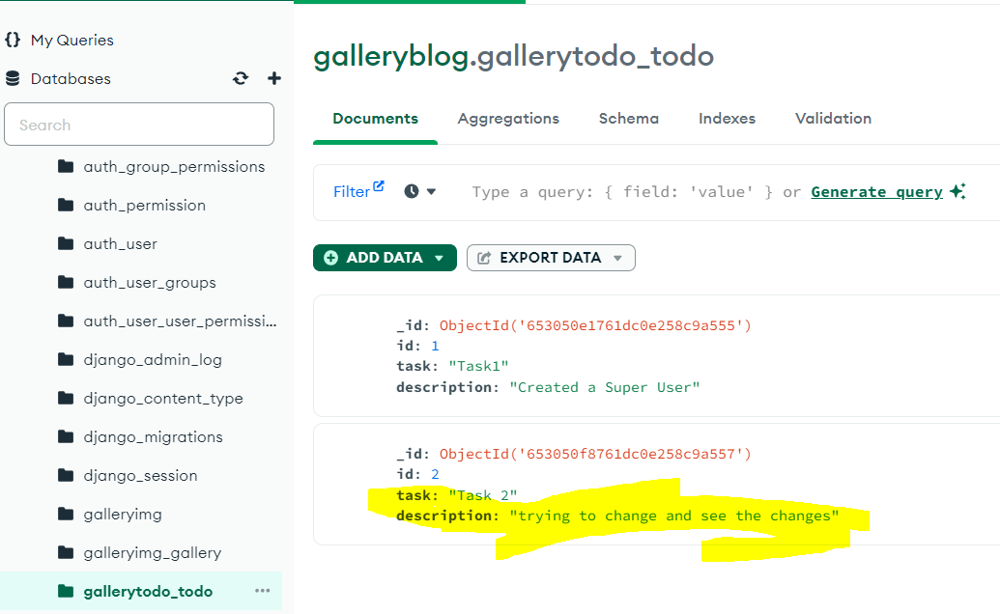 {} My Queries
Databases
Search
auth_group_permissions
auth_permission
auth_user
auth_user_groups
auth_user_user_permissi...
django_admin_log
django_content_type
django_migrations
django_session
galleryimg
galleryimg_gallery
gallerytodo_todo
galleryblog.gallerytodo_todo
Documents Aggregations Schema Indexes Validation
Filter Type a query: { field: 'value' } or Generate query
ADD DATA EXPORT DATA
_id: ObjectId('653050e1761dc0e258c9a555')
id: 1
task: "Task1"
description: "Created a Super User"
_id: ObjectId('653050f8761dc0e258c9a557')
id: 2
task: "Task 2"
description: "trying to change and see the changes"